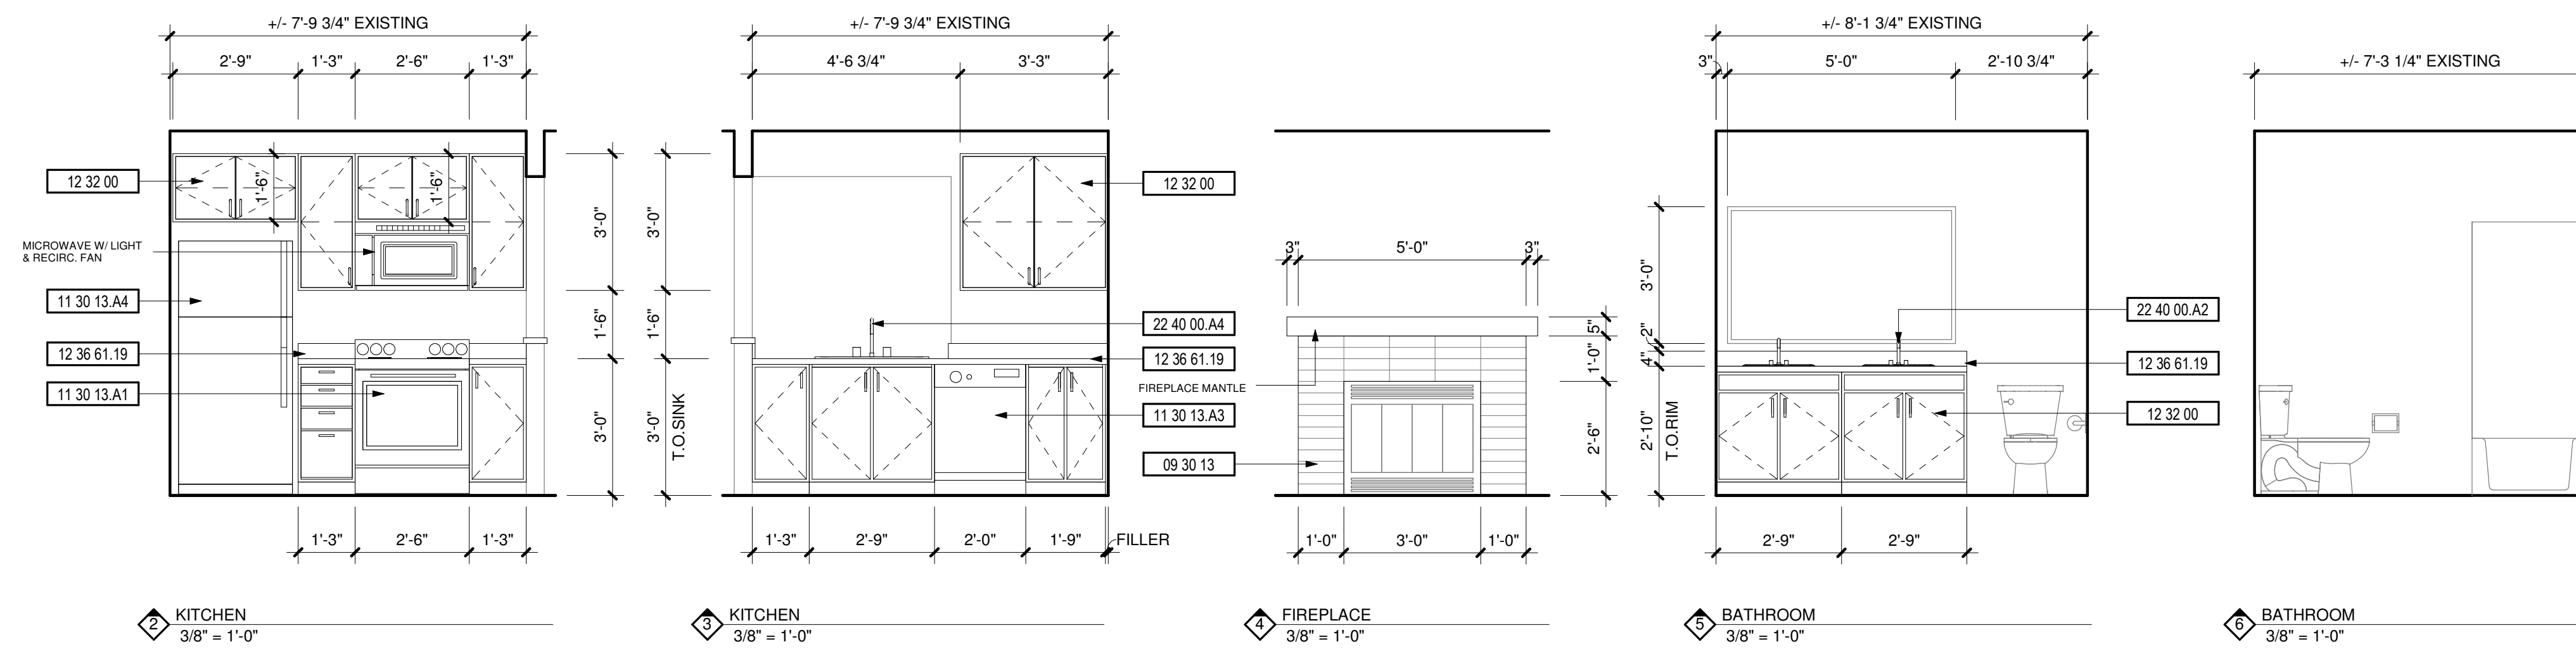 +/- 7'-9 3/4" EXISTING
2'-9" 1'-3" 2'-6" 1'-3"
12 32 00
1'-6" 1'-6"
MICROWAVE W/ LIGHT
& RECIRC. FAN
11 30 13.A4
12 36 61.19
11 30 13.A1
3'-0"
1'-6"
3'-0"
1'-3" 2'-6" 1'-3"
2 KITCHEN
3/8" = 1'-0"
+/- 7'-9 3/4" EXISTING
4'-6 3/4" 3'-3"
3'-0"
1'-6"
3'-0"
T.O.SINK
12 32 00
22 40 00.A4
12 36 61.19
11 30 13.A3
1'-3" 2'-9" 2'-0" 1'-9" FILLER
3 KITCHEN
3/8" = 1'-0"
3" 5'-0" 3"
FIREPLACE MANTLE
09 30 13
5"
1'-0"
2'-6"
1'-0" 3'-0" 1'-0"
4 FIREPLACE
3/8" = 1'-0"
+/- 8'-1 3/4" EXISTING
3" 5'-0" 2'-10 3/4"
3'-0"
2"
4"
2'-10"
T.O.RIM
22 40 00.A2
12 36 61.19
12 32 00
2'-9" 2'-9"
5 BATHROOM
3/8" = 1'-0"
+/- 7'-3 1/4" EXISTING
6 BATHROOM
3/8" = 1'-0"